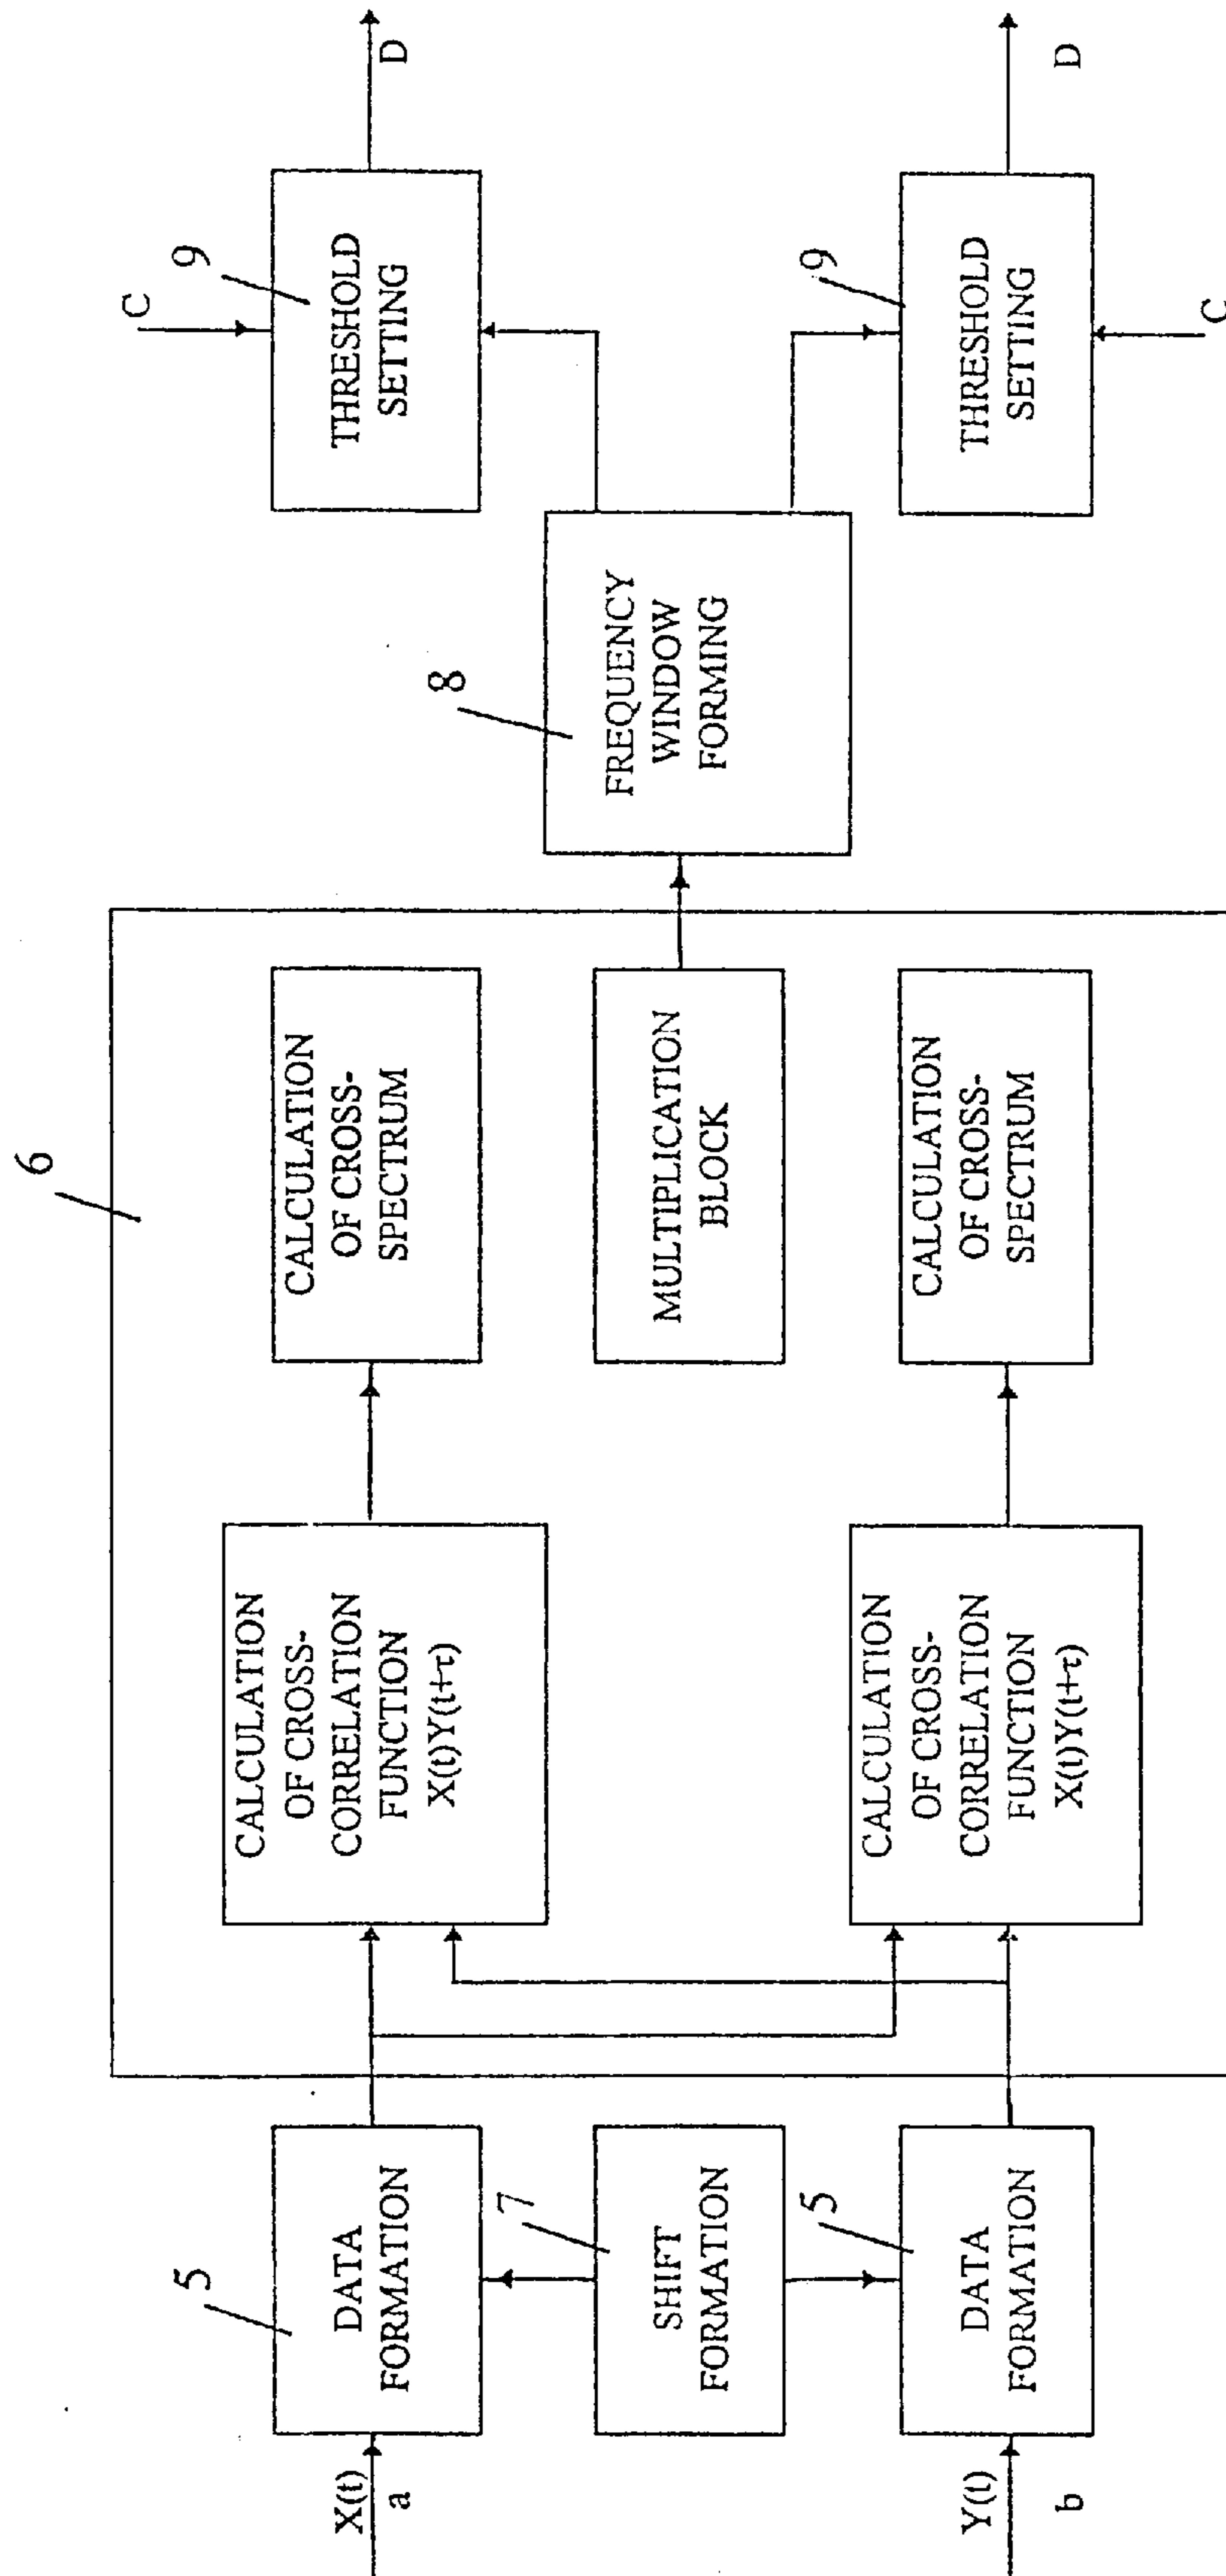 X(t)
a
5
DATA
FORMATION
7
SHIFT
FORMATION
5
DATA
FORMATION
Y(t)
b
6
CALCULATION
OF CROSS-
CORRELATION
FUNCTION
X(t)Y(t+τ)
CALCULATION
OF CROSS-
CORRELATION
FUNCTION
X(t)Y(t+τ)
CALCULATION
OF CROSS-
SPECTRUM
MULTIPLICATION
BLOCK
CALCULATION
OF CROSS-
SPECTRUM
8
FREQUENCY
WINDOW
FORMING
C
9
THRESHOLD
SETTING
D
9
THRESHOLD
SETTING
C
D